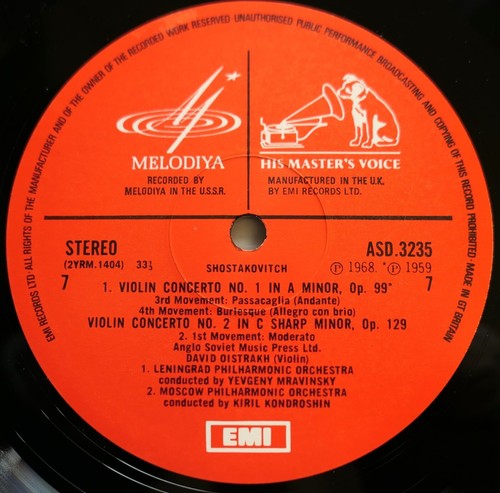 ALL RIGHTS OF THE MANUFACTURER AND OF THE OWNER OF THE RECORDED WORK RESERVED UNAUTHORISED PUBLIC PERFORMANCE BROADCASTING AND COPYING OF THIS RECORD PROHIBITED · MADE IN GT BRITAIN
EMI RECORDS LTD
MELODIYA
RECORDED BY
MELODIYA IN THE U.S.S.R.
HIS MASTER'S VOICE
MANUFACTURED IN THE U.K.
BY EMI RECORDS LTD.
STEREO
(2YRM.1404) 33⅓
7
ASD.3235
Ⓟ 1968. *Ⓟ 1959
7
SHOSTAKOVITCH
1. VIOLIN CONCERTO NO. 1 IN A MINOR, Op. 99*
3rd Movement: Passacaglia (Andante)
4th Movement: Burlesque (Allegro con brio)
VIOLIN CONCERTO NO. 2 IN C SHARP MINOR, Op. 129
2. 1st Movement: Moderato
Anglo Soviet Music Press Ltd.
DAVID OISTRAKH (Violin)
1. LENINGRAD PHILHARMONIC ORCHESTRA
conducted by YEVGENY MRAVINSKY
2. MOSCOW PHILHARMONIC ORCHESTRA
conducted by KIRIL KONDROSHIN
EMI